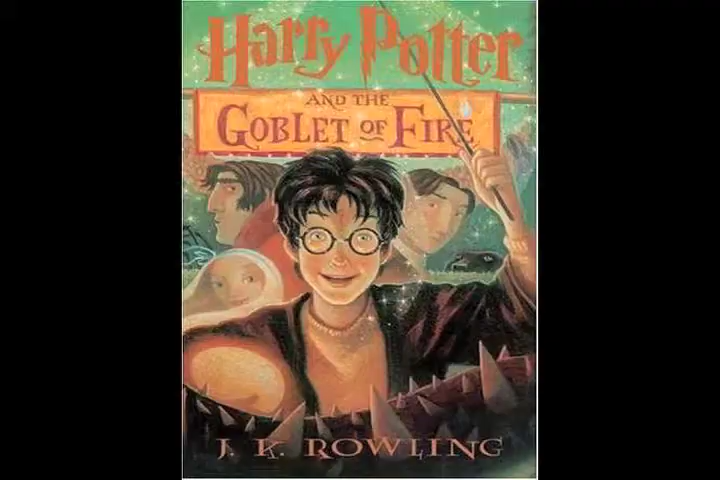 Harry Potter
AND THE
GOBLET OF FIRE
J. K. ROWLING